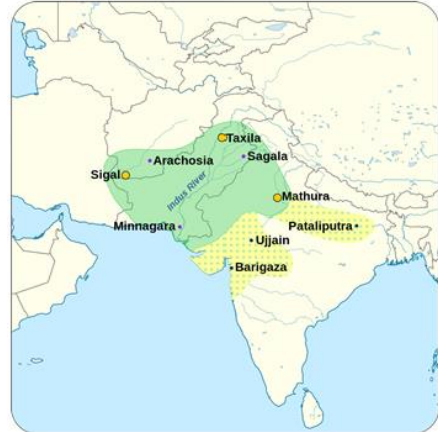 Taxila
Sagala
Arachosia
Sigal
Indus River
Mathura
Minnagara
Pataliputra
Ujjain
Barigaza